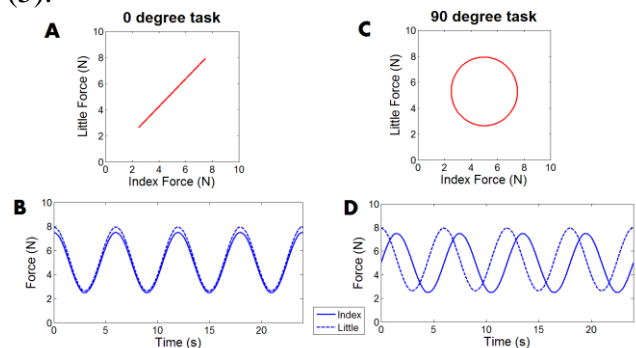 0 degree task
90 degree task
A
C
Little Force (N)
10
8
6
4
2
0
0 2 4 6 8 10
Index Force (N)
Little Force (N)
10
8
6
4
2
0
0 2 4 6 8 10
Index Force (N)
B
D
Force (N)
10
8
6
4
2
0
0 5 10 15 20
Time (s)
Index
Little
Force (N)
10
8
6
4
2
0
0 5 10 15 20
Time (s)